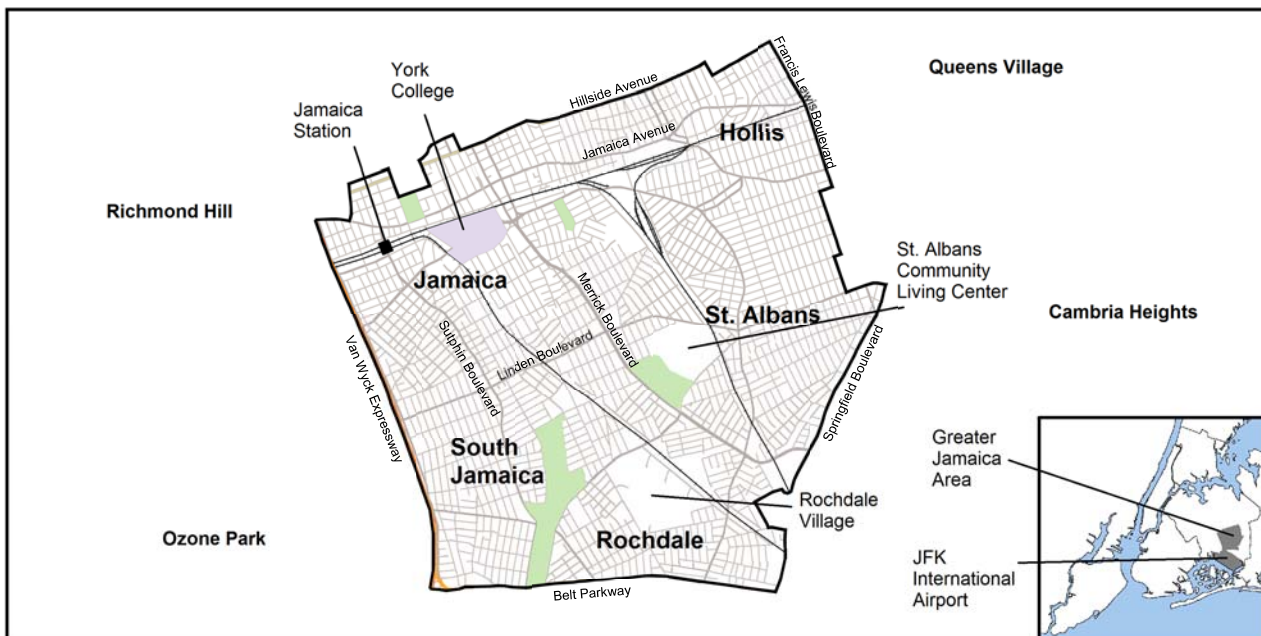 Queens Village
York
College
Jamaica
Station
Hillside Avenue
Francis Lewis Boulevard
Jamaica Avenue
Hollis
Richmond Hill
St. Albans
Community
Living Center
Jamaica
Merrick Boulevard
St. Albans
Cambria Heights
Sutphin Boulevard
Linden Boulevard
Van Wyck Expressway
Springfield Boulevard
South
Jamaica
Greater
Jamaica
Area
Rochdale
Village
Ozone Park
Rochdale
JFK
International
Airport
Belt Parkway